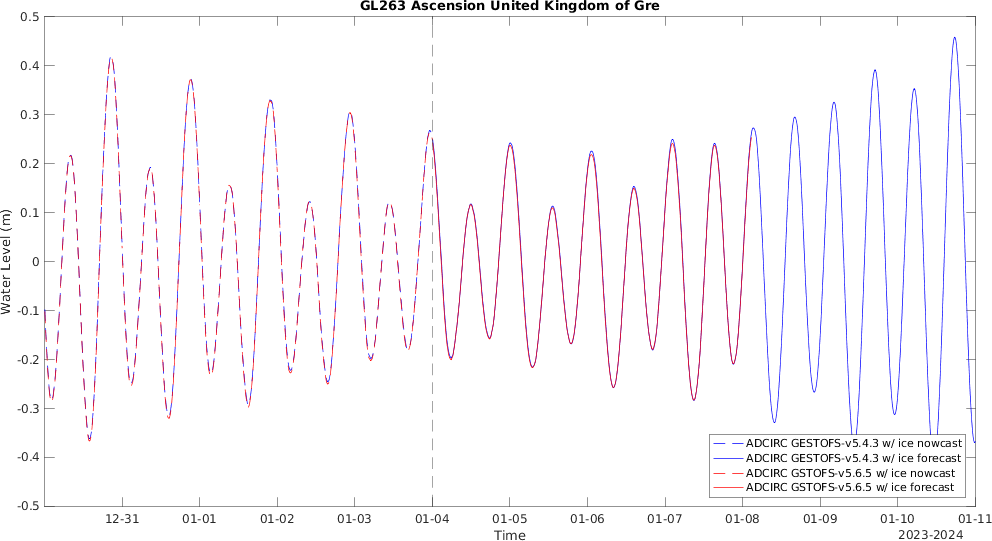 GL263 Ascension United Kingdom of Gre
0.5
0.4
0.3
0.2
0.1
0
-0.1
-0.2
-0.3
-0.4
-0.5
Water Level (m)
ADCIRC GESTOFS-v5.4.3 w/ ice nowcast
ADCIRC GESTOFS-v5.4.3 w/ ice forecast
ADCIRC GSTOFS-v5.6.5 w/ ice nowcast
ADCIRC GSTOFS-v5.6.5 w/ ice forecast
12-31 01-01 01-02 01-03 01-04 01-05 01-06 01-07 01-08 01-09 01-10 01-11
Time
2023-2024